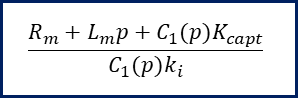 R_m + L_m p + C_1(p)K_capt
C_1(p)k_i